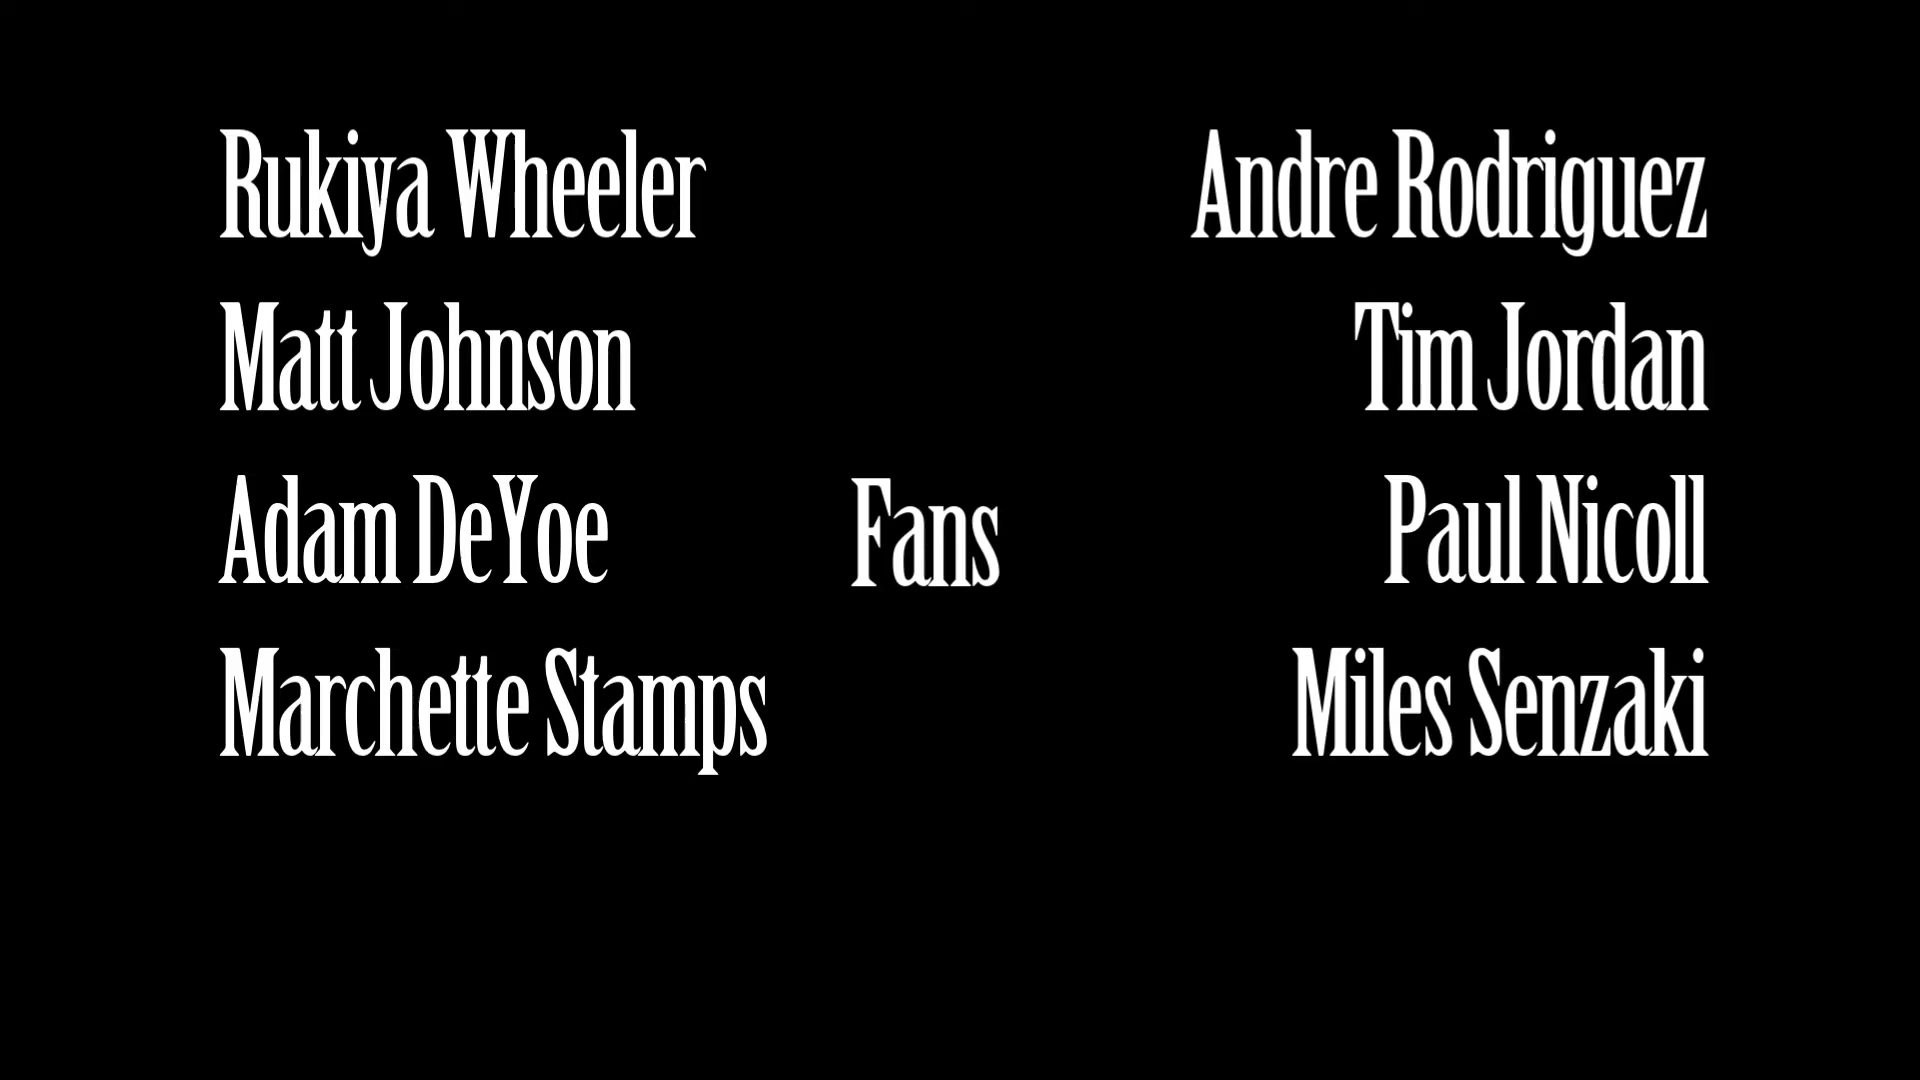 Rukiya Wheeler
Andre Rodriguez
Matt Johnson
Tim Jordan
Adam DeYoe
Fans
Paul Nicoll
Marchette Stamps
Miles Senzaki